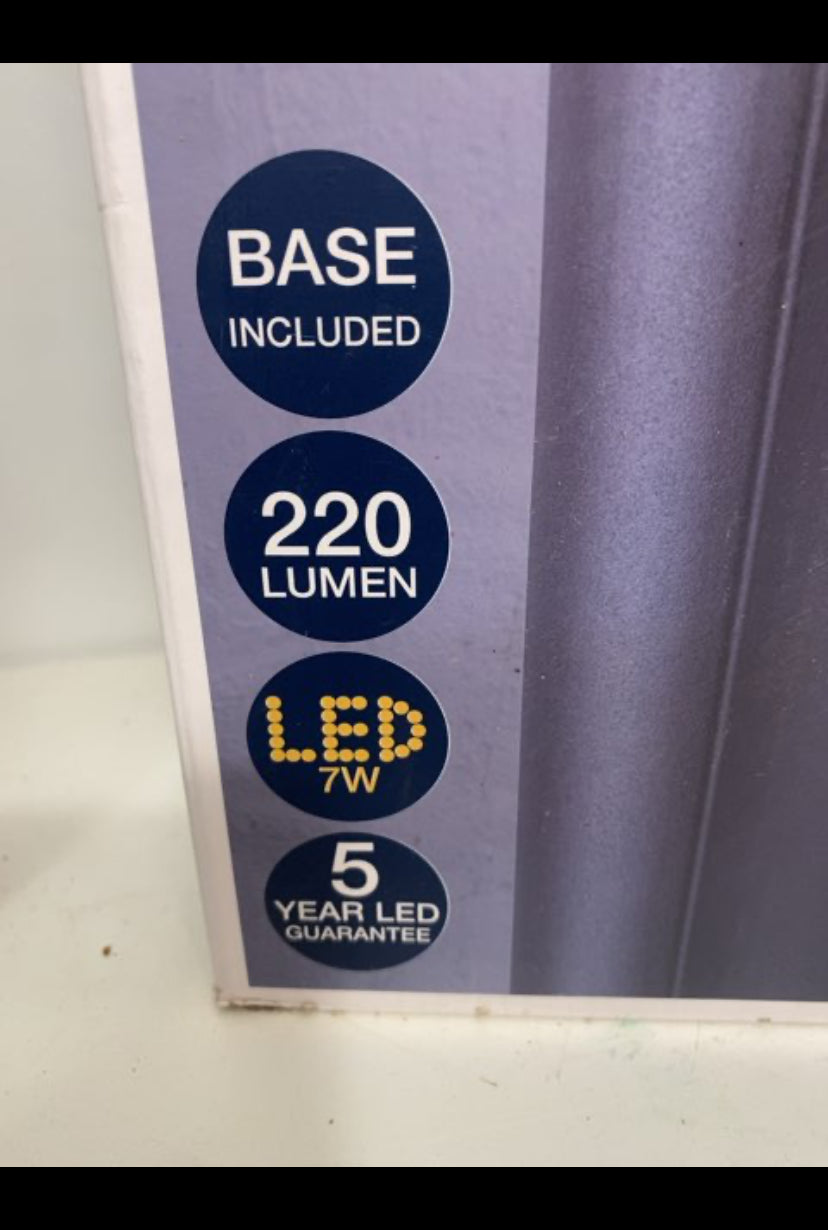 BASE
INCLUDED
220
LUMEN
LED
7W
5
YEAR LED
GUARANTEE